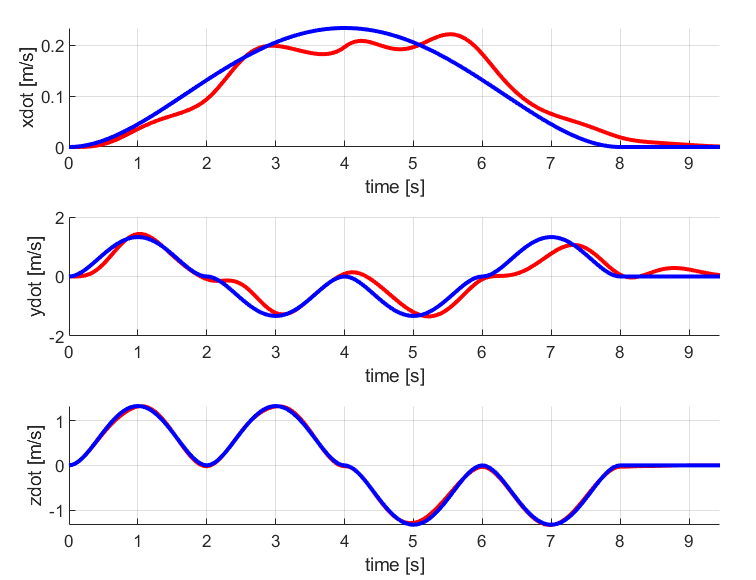 xdot [m/s]
0.2
0.1
0
0 1 2 3 4 5 6 7 8 9
time [s]
ydot [m/s]
2
0
-2
0 1 2 3 4 5 6 7 8 9
time [s]
zdot [m/s]
1
0
-1
0 1 2 3 4 5 6 7 8 9
time [s]